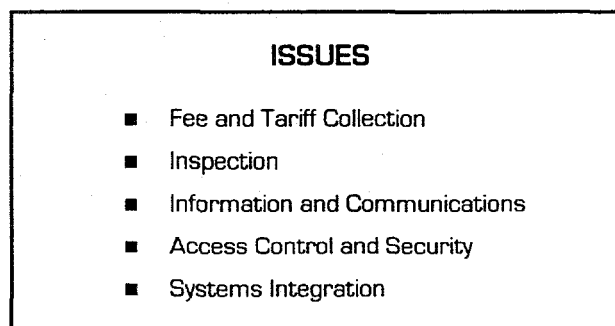 ISSUES
■ Fee and Tariff Collection
■ Inspection
■ Information and Communications
■ Access Control and Security
■ Systems Integration